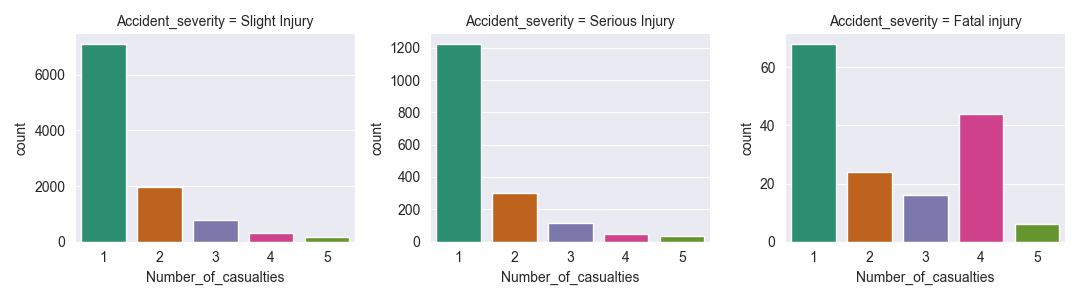 Accident_severity = Slight Injury
count
6000
4000
2000
0
1 2 3 4 5
Number_of_casualties
Accident_severity = Serious Injury
count
1200
1000
800
600
400
200
0
1 2 3 4 5
Number_of_casualties
Accident_severity = Fatal injury
count
60
40
20
0
1 2 3 4 5
Number_of_casualties